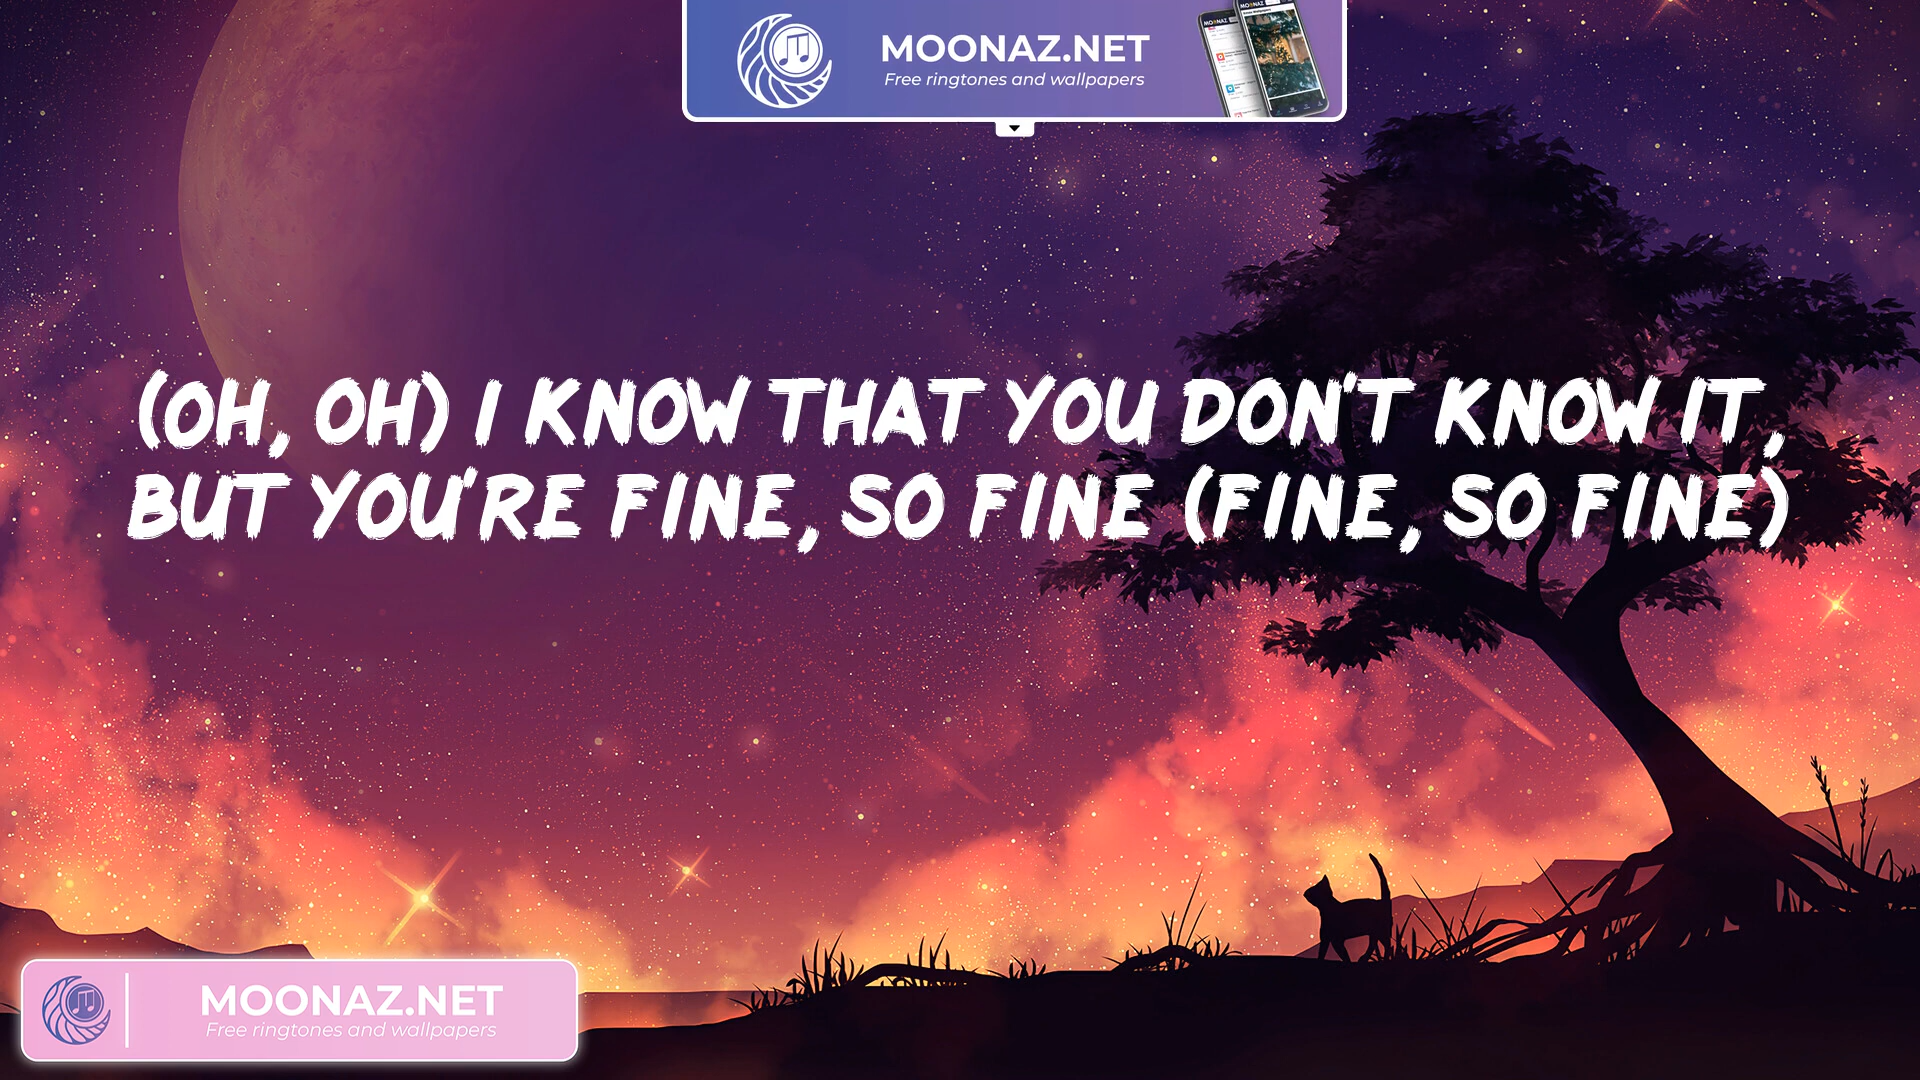 MOONAZ.NET
Free ringtones and wallpapers
(OH, OH) I KNOW THAT YOU DON'T KNOW IT,
BUT YOU'RE FINE, SO FINE (FINE, SO FINE)
MOONAZ.NET
Free ringtones and wallpapers